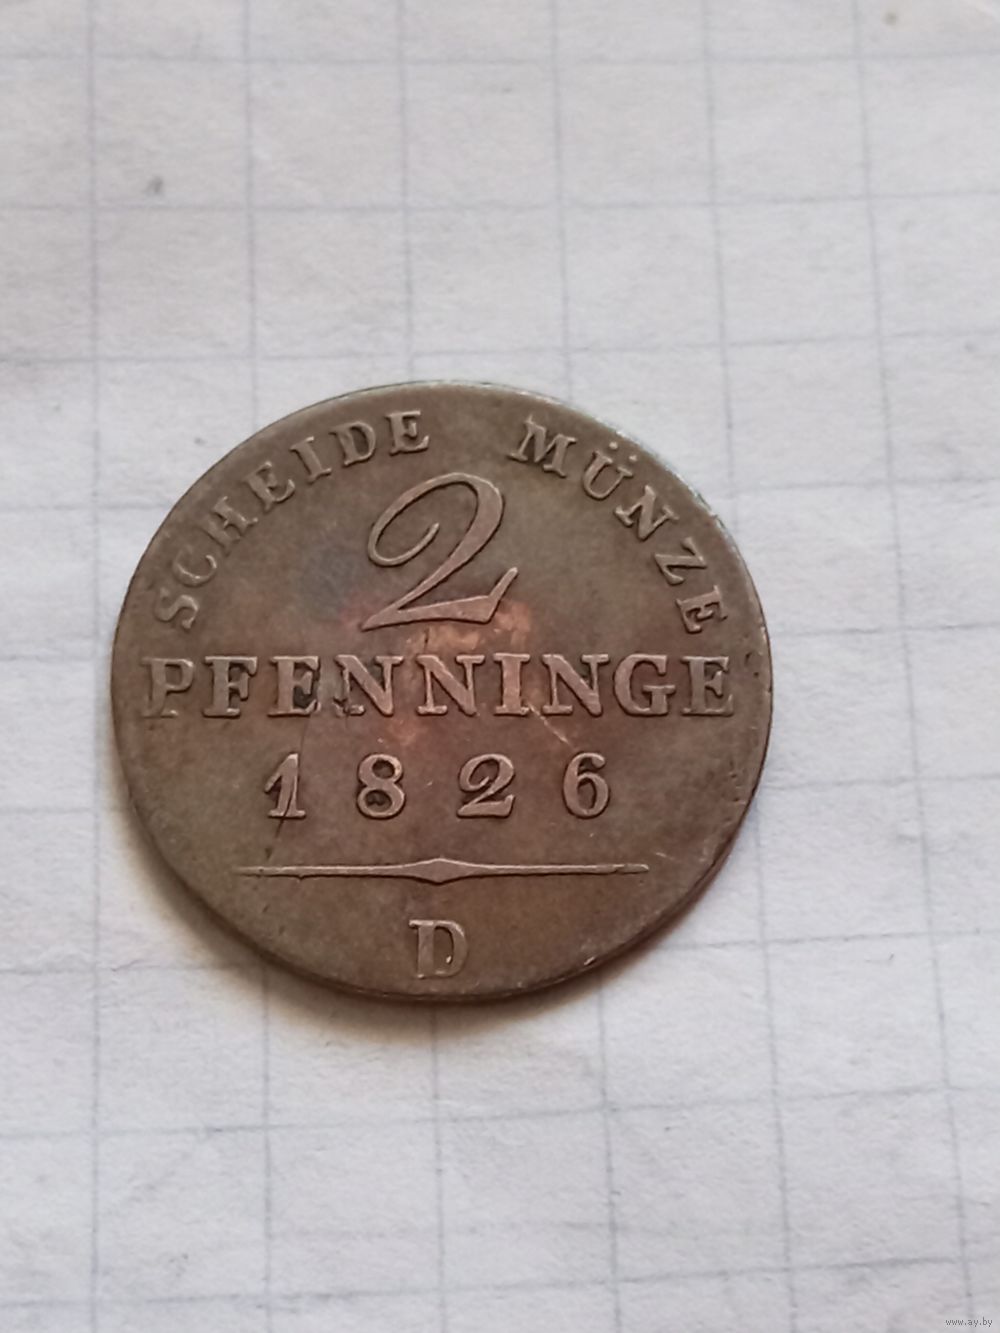 SCHEIDE MÜNZE
2
PFENNINGE
1826
D
www.ay.by